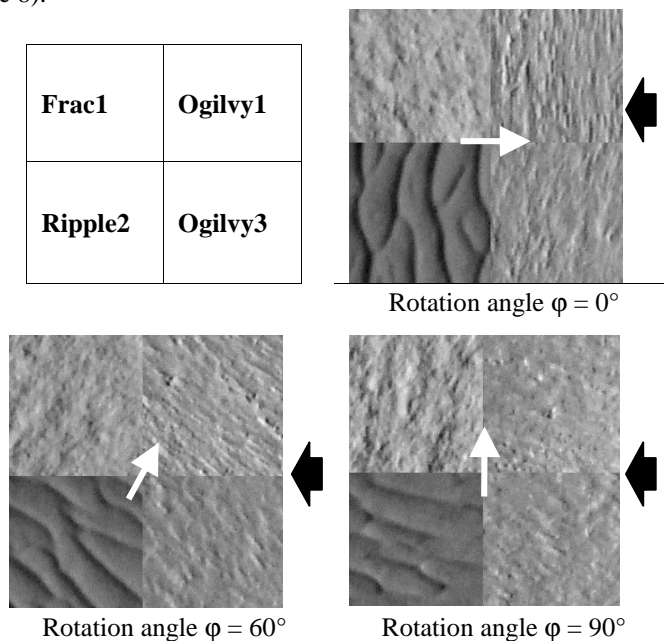 Frac1 Ogilvy1
Ripple2 Ogilvy3
Rotation angle φ = 0°
Rotation angle φ = 60°
Rotation angle φ = 90°